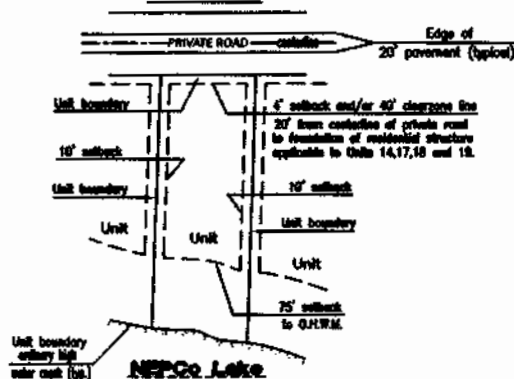 PRIVATE ROAD centerline
Edge of
20' pavement (typical)
Unit boundary
4' setback and/or 40' clearzone line
20' from centerline of private road
to foundation of residential structure
applicable to Units 14,17,18 and 19.
10' setback
10' setback
Unit boundary
Unit boundary
Unit
Unit
Unit
75' setback
to O.H.W.M.
Unit boundary
ordinary high
water mark (typ.)
NPPCo Lake